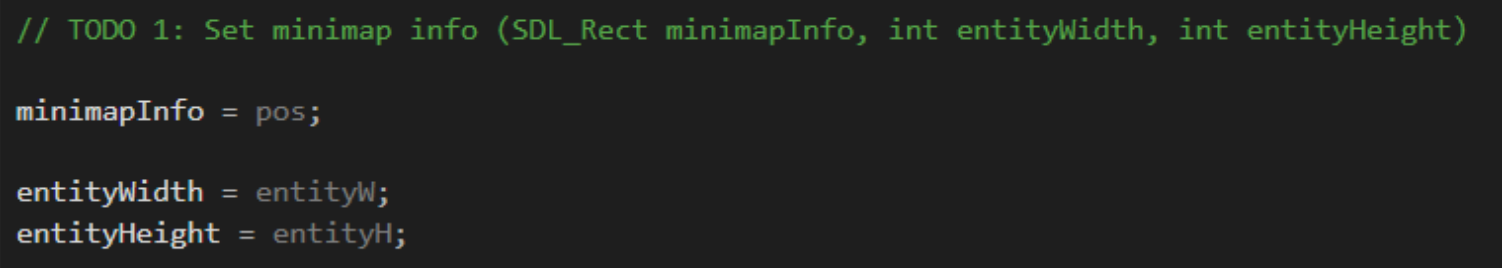 // TODO 1: Set minimap info (SDL_Rect minimapInfo, int entityWidth, int entityHeight)
minimapInfo = pos;
entityWidth = entityW;
entityHeight = entityH;